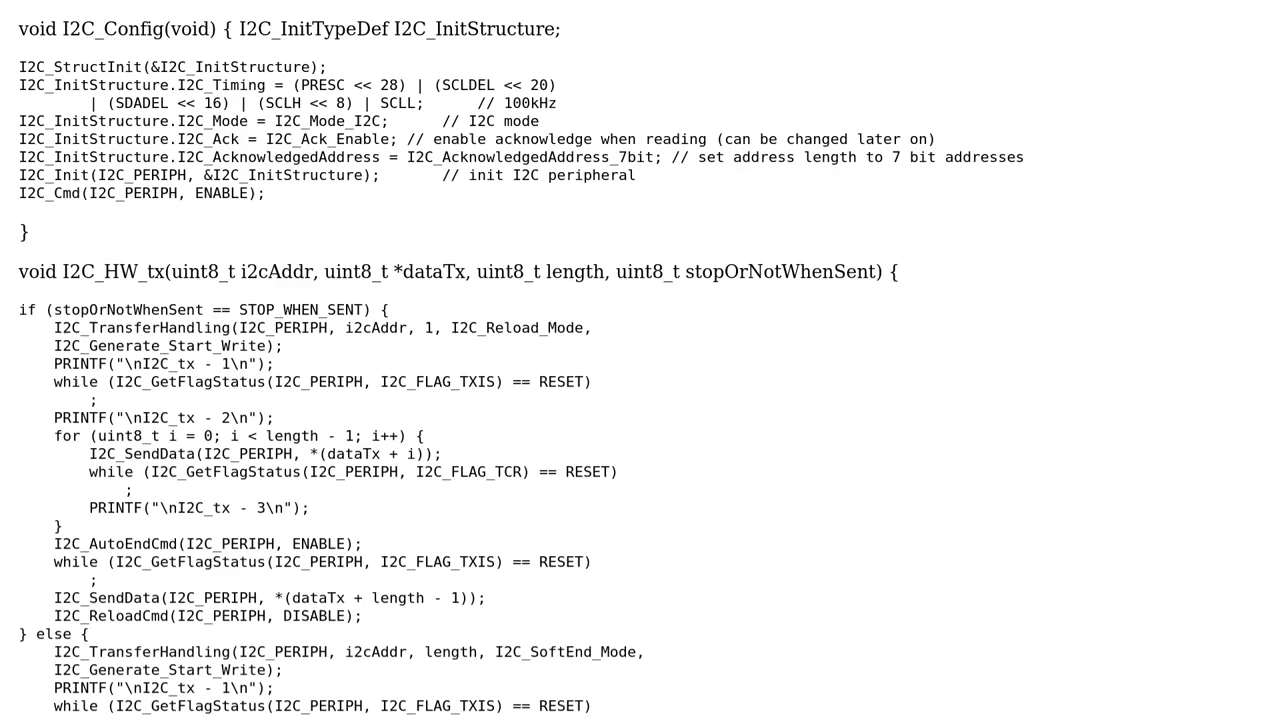 void I2C_Config(void) { I2C_InitTypeDef I2C_InitStructure;
I2C_StructInit(&I2C_InitStructure);
I2C_InitStructure.I2C_Timing = (PRESC << 28) | (SCLDEL << 20)
        | (SDADEL << 16) | (SCLH << 8) | SCLL;      // 100kHz
I2C_InitStructure.I2C_Mode = I2C_Mode_I2C;      // I2C mode
I2C_InitStructure.I2C_Ack = I2C_Ack_Enable; // enable acknowledge when reading (can be changed later on)
I2C_InitStructure.I2C_AcknowledgedAddress = I2C_AcknowledgedAddress_7bit; // set address length to 7 bit addresses
I2C_Init(I2C_PERIPH, &I2C_InitStructure);       // init I2C peripheral
I2C_Cmd(I2C_PERIPH, ENABLE);
}
void I2C_HW_tx(uint8_t i2cAddr, uint8_t *dataTx, uint8_t length, uint8_t stopOrNotWhenSent) {
if (stopOrNotWhenSent == STOP_WHEN_SENT) {
    I2C_TransferHandling(I2C_PERIPH, i2cAddr, 1, I2C_Reload_Mode,
    I2C_Generate_Start_Write);
    PRINTF("\nI2C_tx - 1\n");
    while (I2C_GetFlagStatus(I2C_PERIPH, I2C_FLAG_TXIS) == RESET)
        ;
    PRINTF("\nI2C_tx - 2\n");
    for (uint8_t i = 0; i < length - 1; i++) {
        I2C_SendData(I2C_PERIPH, *(dataTx + i));
        while (I2C_GetFlagStatus(I2C_PERIPH, I2C_FLAG_TCR) == RESET)
            ;
        PRINTF("\nI2C_tx - 3\n");
    }
    I2C_AutoEndCmd(I2C_PERIPH, ENABLE);
    while (I2C_GetFlagStatus(I2C_PERIPH, I2C_FLAG_TXIS) == RESET)
        ;
    I2C_SendData(I2C_PERIPH, *(dataTx + length - 1));
    I2C_ReloadCmd(I2C_PERIPH, DISABLE);
} else {
    I2C_TransferHandling(I2C_PERIPH, i2cAddr, length, I2C_SoftEnd_Mode,
    I2C_Generate_Start_Write);
    PRINTF("\nI2C_tx - 1\n");
    while (I2C_GetFlagStatus(I2C_PERIPH, I2C_FLAG_TXIS) == RESET)